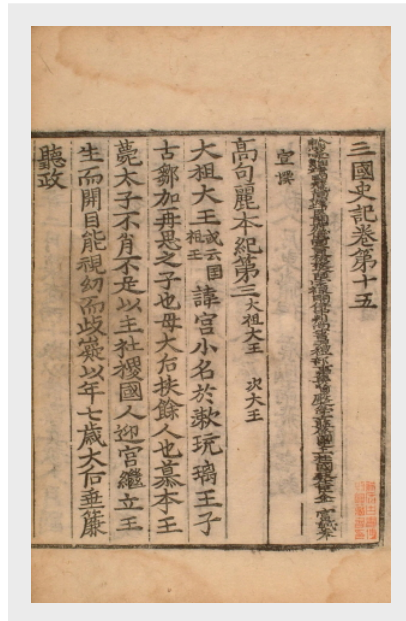 三國史記卷第十五
宣撰
高句麗本紀第三大祖大王 次大王
大祖大王或云國祖王諱宮小名於漱琉璃王子
古鄒加再思之子也母大后扶餘人也慕本王
薨太子不肖不足以主社稷國人迎宮繼立王
生而開目能視幼而歧嶷以年七歲大后垂簾
聽政